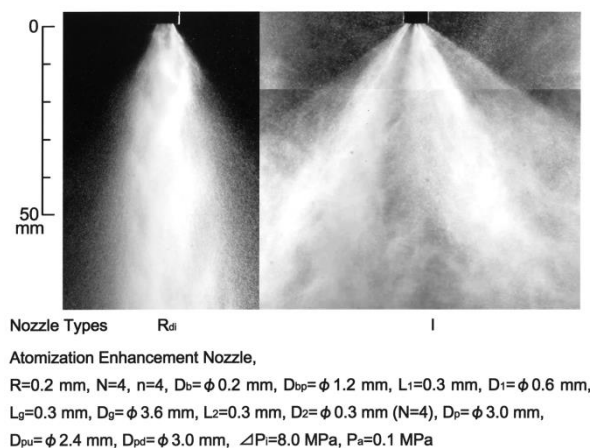 0
50
mm
Nozzle Types Rdi I
Atomization Enhancement Nozzle,
R=0.2 mm, N=4, n=4, Db=φ0.2 mm, Dbp=φ1.2 mm, L1=0.3 mm, D1=φ0.6 mm,
Lg=0.3 mm, Dg=φ3.6 mm, L2=0.3 mm, D2=φ0.3 mm (N=4), Dp=φ3.0 mm,
Dpu=φ2.4 mm, Dpd=φ3.0 mm, ⊿Pi=8.0 MPa, Pa=0.1 MPa